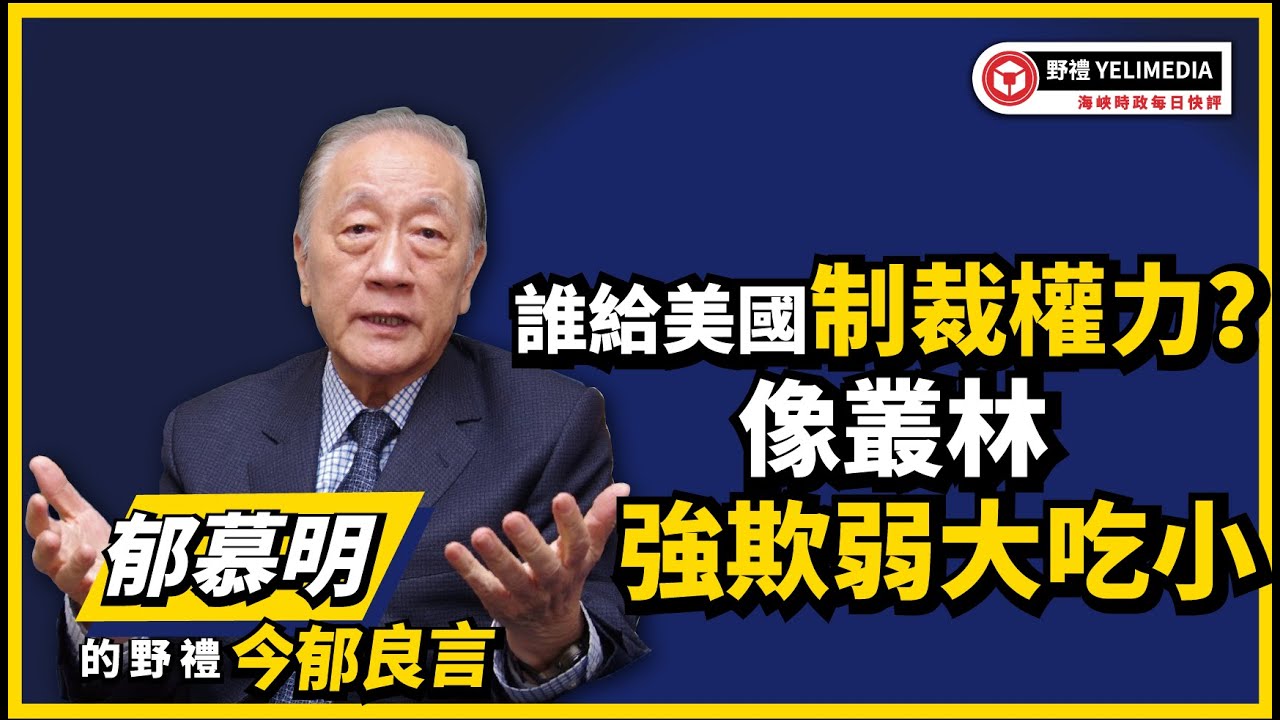 野禮 YELIMEDIA
海峽時政每日快評
誰給美國制裁權力?
像叢林
強欺弱大吃小
郁慕明
的野禮 今郁良言